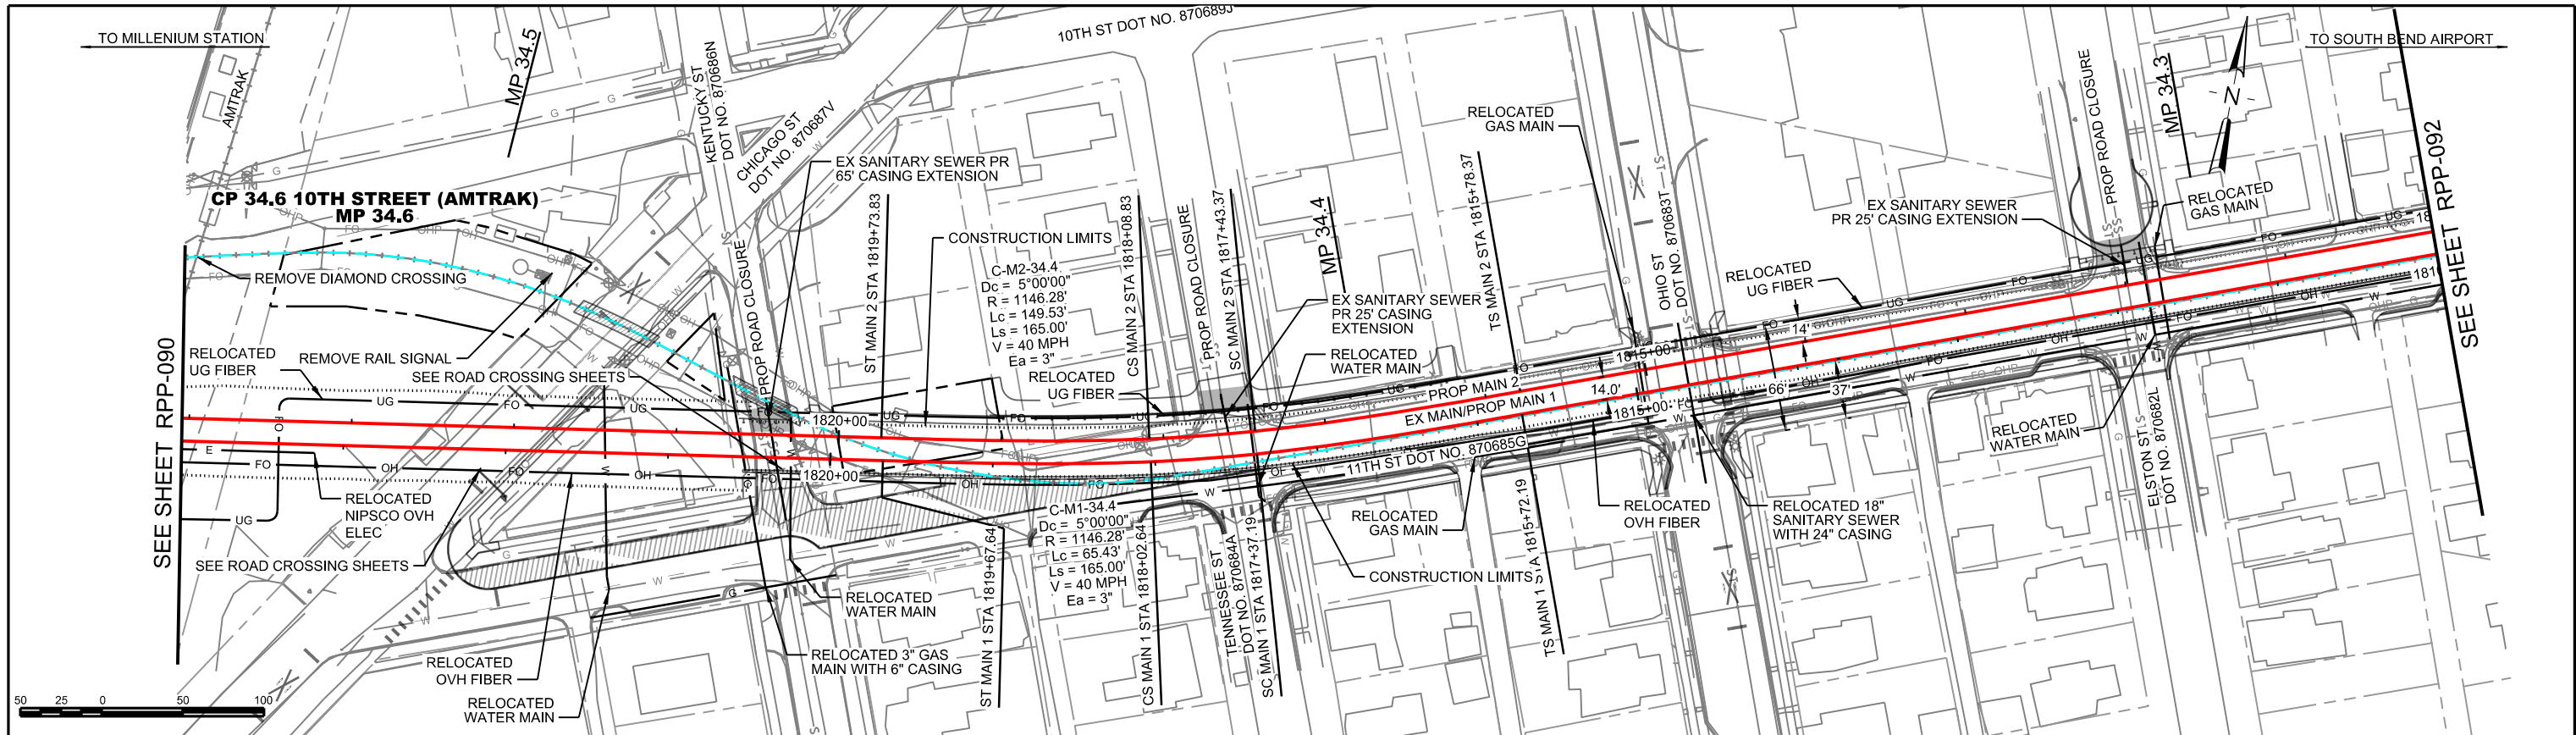 TO MILLENIUM STATION
AMTRAK
MP 34.5
KENTUCKY ST
DOT NO. 870686N
CHICAGO ST
DOT NO. 870687V
10TH ST DOT NO. 870689J
TO SOUTH BEND AIRPORT
CP 34.6 10TH STREET (AMTRAK)
MP 34.6
REMOVE DIAMOND CROSSING
REMOVE RAIL SIGNAL
SEE ROAD CROSSING SHEETS
RELOCATED
UG FIBER
SEE SHEET RPP-090
EX SANITARY SEWER PR
65' CASING EXTENSION
PROP ROAD CLOSURE
ST MAIN 2 STA 1819+73.83
CONSTRUCTION LIMITS
C-M2-34.4
Dc = 5°00'00"
R = 1146.28'
Lc = 149.53'
Ls = 165.00'
V = 40 MPH
Ea = 3"
RELOCATED
UG FIBER
CS MAIN 2 STA 1818+08.83
PROP ROAD CLOSURE
SC MAIN 2 STA 1817+43.37
MP 34.4
EX SANITARY SEWER
PR 25' CASING
EXTENSION
RELOCATED
WATER MAIN
TS MAIN 2 STA 1815+78.37
RELOCATED
GAS MAIN
OHIO ST
DOT NO. 870683T
RELOCATED
UG FIBER
EX SANITARY SEWER
PR 25' CASING EXTENSION
PROP ROAD CLOSURE
MP 34.3
N
RELOCATED
GAS MAIN
SEE SHEET RPP-092
1820+00
1820+00
PROP MAIN 2
EX MAIN/PROP MAIN 1
14.0'
1815+00
1815+00
14'
66'
37'
11TH ST DOT NO. 870685G
RELOCATED
NIPSCO OVH
ELEC
SEE ROAD CROSSING SHEETS
RELOCATED
OVH FIBER
RELOCATED
WATER MAIN
RELOCATED
WATER MAIN
RELOCATED 3" GAS
MAIN WITH 6" CASING
ST MAIN 1 STA 1819+67.64
C-M1-34.4
Dc = 5°00'00"
R = 1146.28'
Lc = 65.43'
Ls = 165.00'
V = 40 MPH
Ea = 3"
CS MAIN 1 STA 1818+02.64
TENNESSEE ST
DOT NO. 870684A
SC MAIN 1 STA 1817+37.19
RELOCATED
GAS MAIN
CONSTRUCTION LIMITS
TS MAIN 1 STA 1815+72.19
RELOCATED
OVH FIBER
RELOCATED 18"
SANITARY SEWER
WITH 24" CASING
RELOCATED
WATER MAIN
ELSTON ST
DOT NO. 870682L
50 25 0 50 100